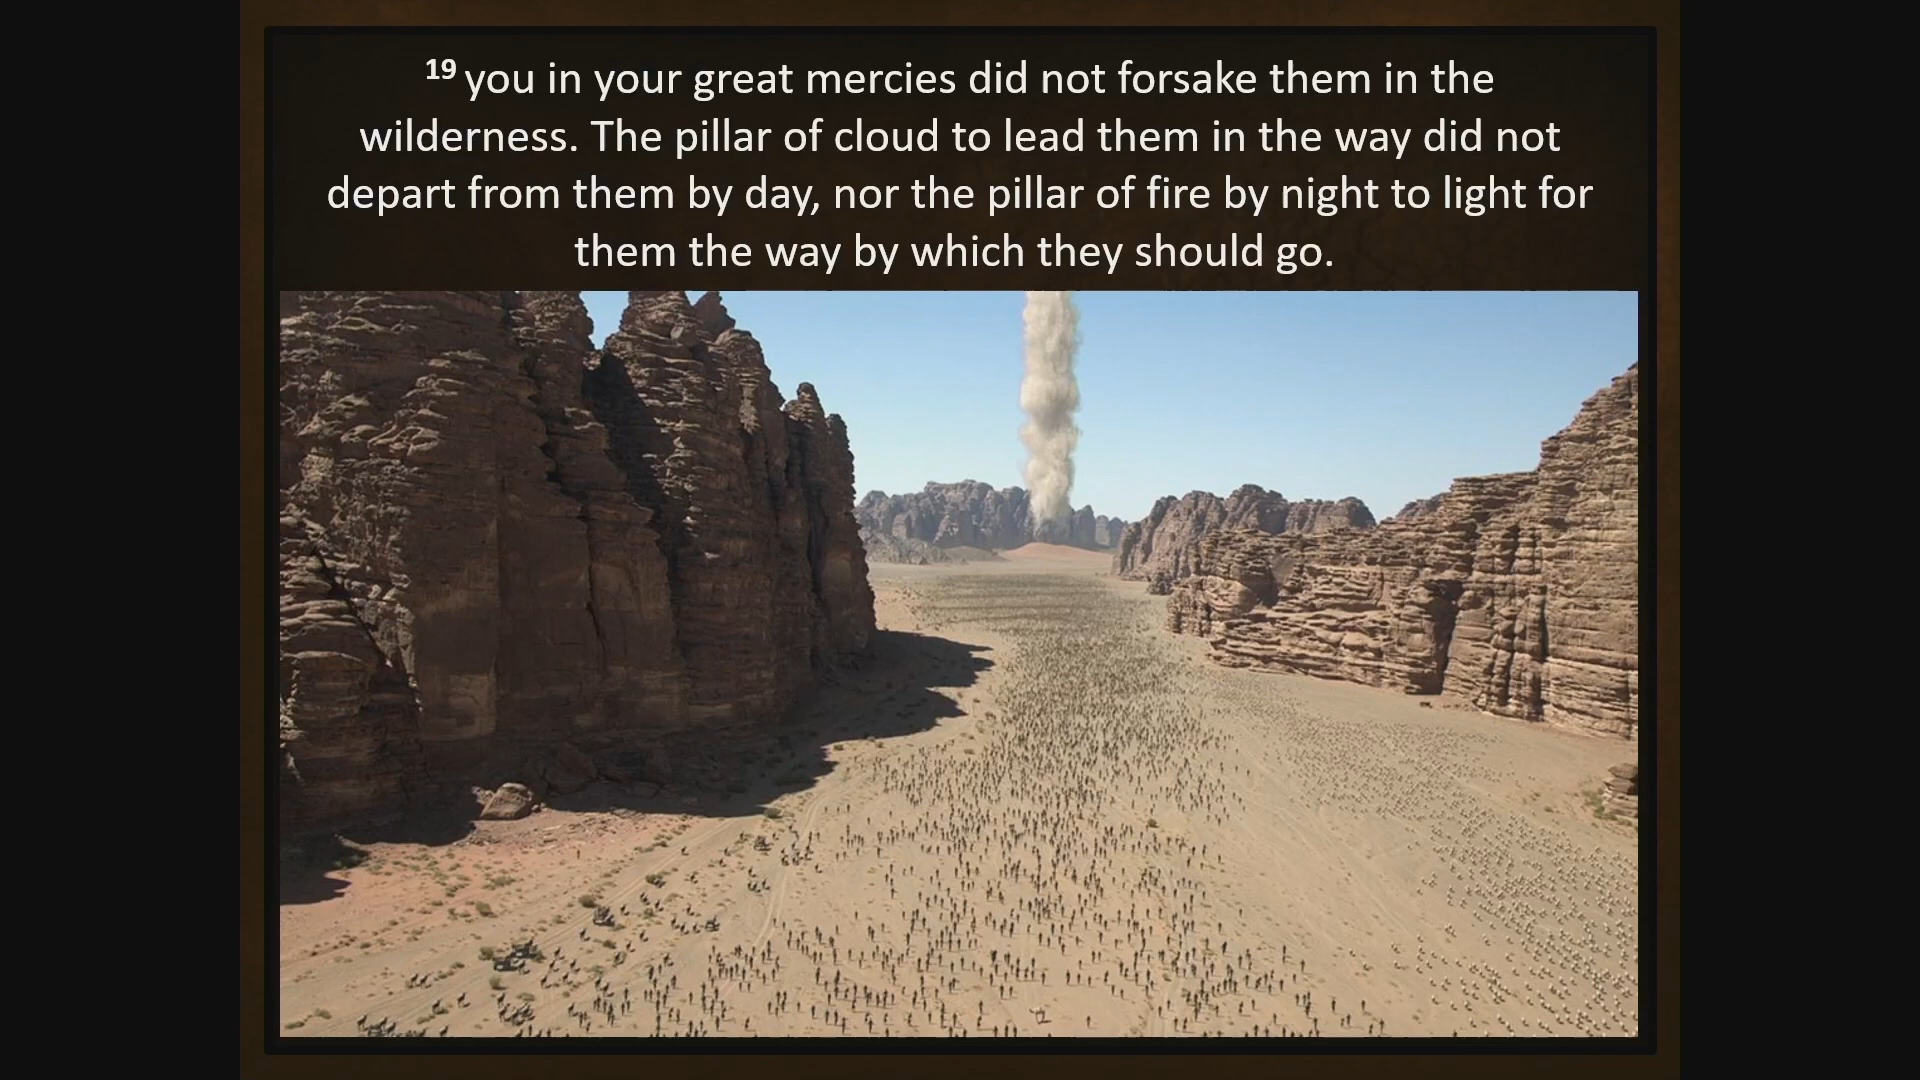 19 you in your great mercies did not forsake them in the
wilderness. The pillar of cloud to lead them in the way did not
depart from them by day, nor the pillar of fire by night to light for
them the way by which they should go.